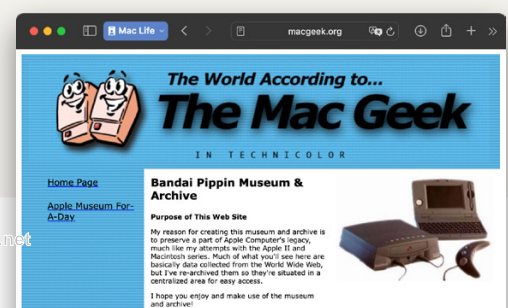 Mac Life
macgeek.org
The World According to...
The Mac Geek
IN TECHNICOLOR
Home Page
Apple Museum For-
A-Day
Bandai Pippin Museum &
Archive
Purpose of This Web Site
My reason for creating this museum and archive is
to preserve a part of Apple Computer's legacy,
much like my attempts with the Apple II and
Macintosh series. Much of what you'll see here are
basically data collected from the World Wide Web,
but I've re-archived them so they're situated in a
centralized area for easy access.
I hope you enjoy and make use of the museum
and archive!
.net